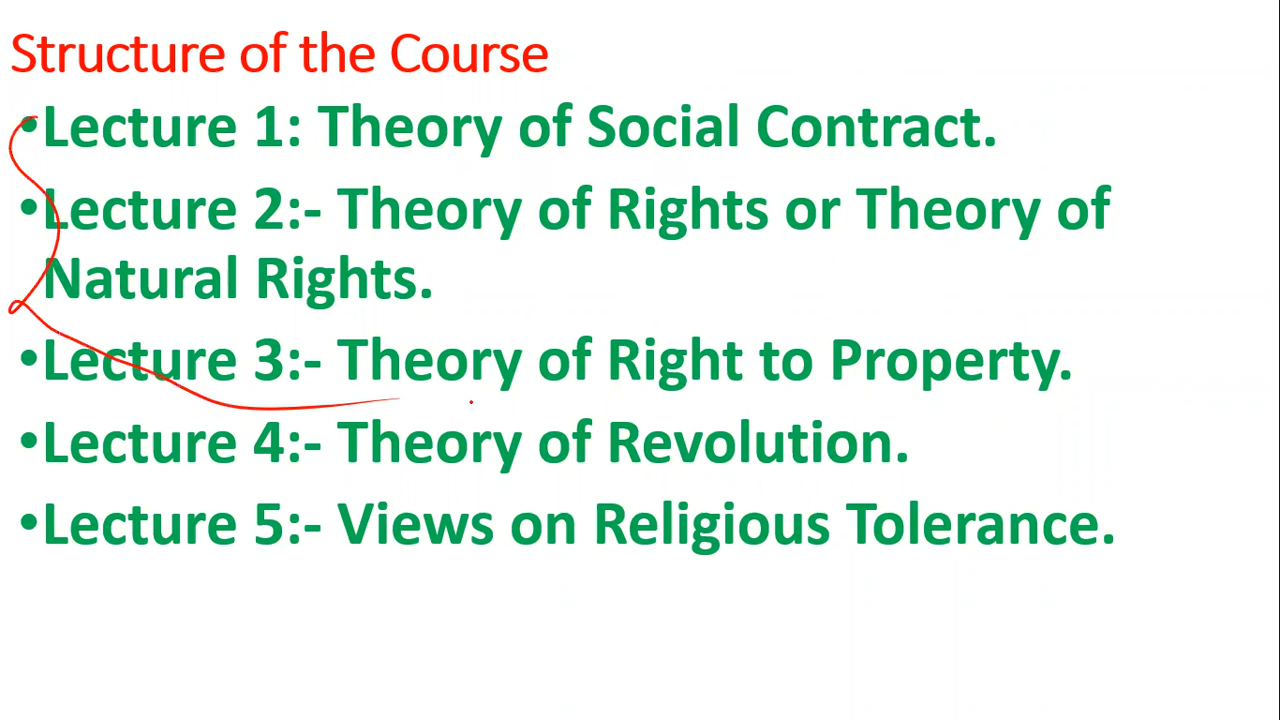 Structure of the Course
•Lecture 1: Theory of Social Contract.
•Lecture 2:- Theory of Rights or Theory of
Natural Rights.
•Lecture 3:- Theory of Right to Property.
•Lecture 4:- Theory of Revolution.
•Lecture 5:- Views on Religious Tolerance.